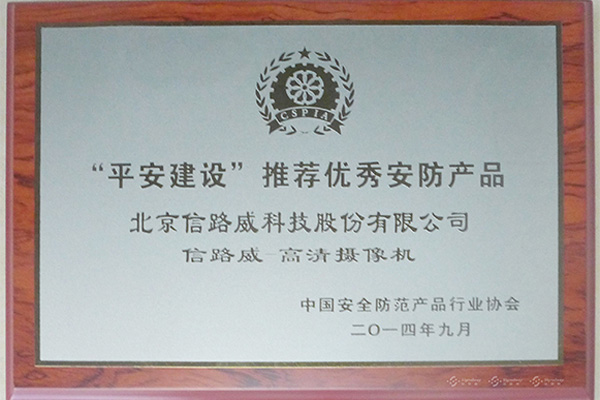 CSPIA
“平安建设”推荐优秀安防产品
北京信路威科技股份有限公司
信路威-高清摄像机
中国安全防范产品行业协会
二〇一四年九月